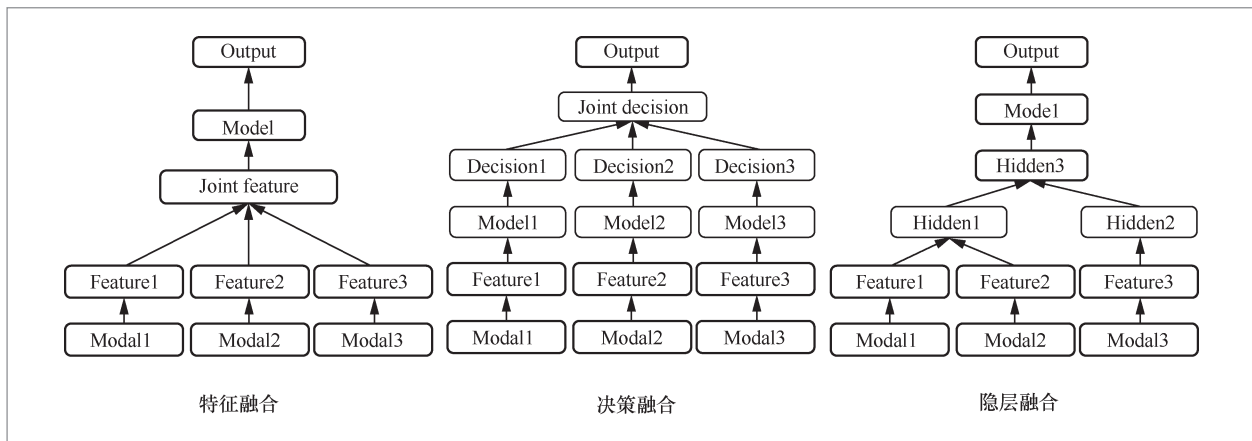 Output
Model
Joint feature
Feature1 Feature2 Feature3
Modal1 Modal2 Modal3
特征融合
Output
Joint decision
Decision1 Decision2 Decision3
Model1 Model2 Model3
Feature1 Feature2 Feature3
Modal1 Modal2 Modal3
决策融合
Output
Mode1
Hidden3
Hidden1 Hidden2
Feature1 Feature2 Feature3
Modal1 Modal2 Modal3
隐层融合